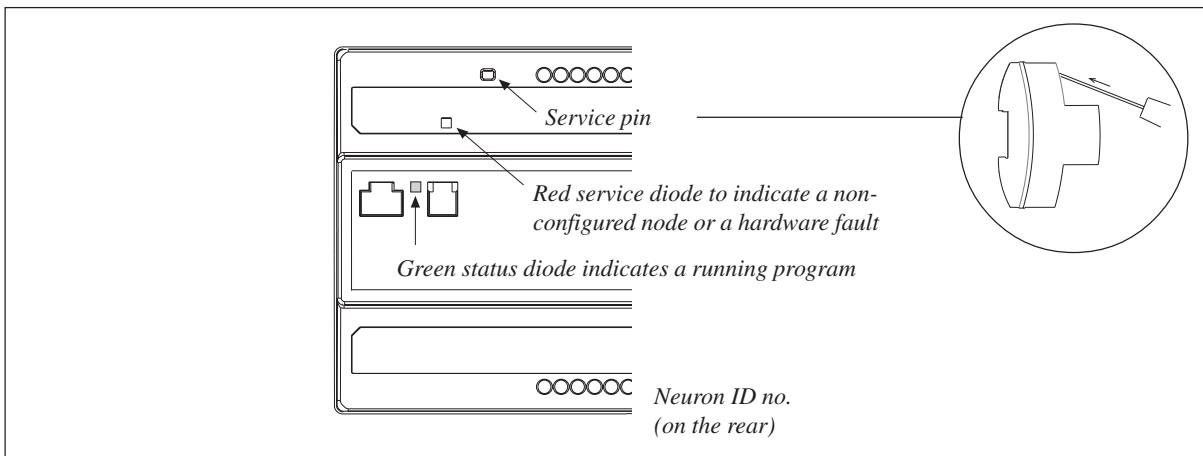 Service pin
Red service diode to indicate a non-
configured node or a hardware fault
Green status diode indicates a running program
Neuron ID no.
(on the rear)